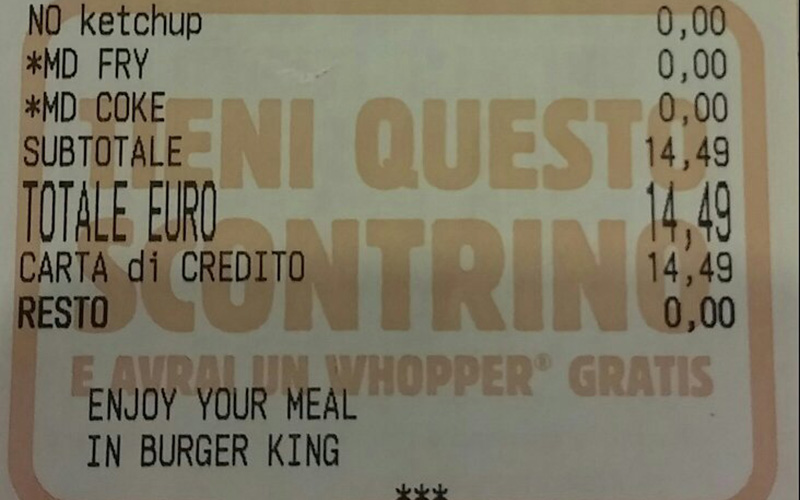 NO ketchup 0,00
*MD FRY 0,00
*MD COKE 0,00
SUBTOTALE 14,49
TOTALE EURO 14,49
CARTA di CREDITO 14,49
RESTO 0,00
ENJOY YOUR MEAL
IN BURGER KING
***
TIENI QUESTO
SCONTRINO
E AVRAI UN WHOPPER® GRATIS